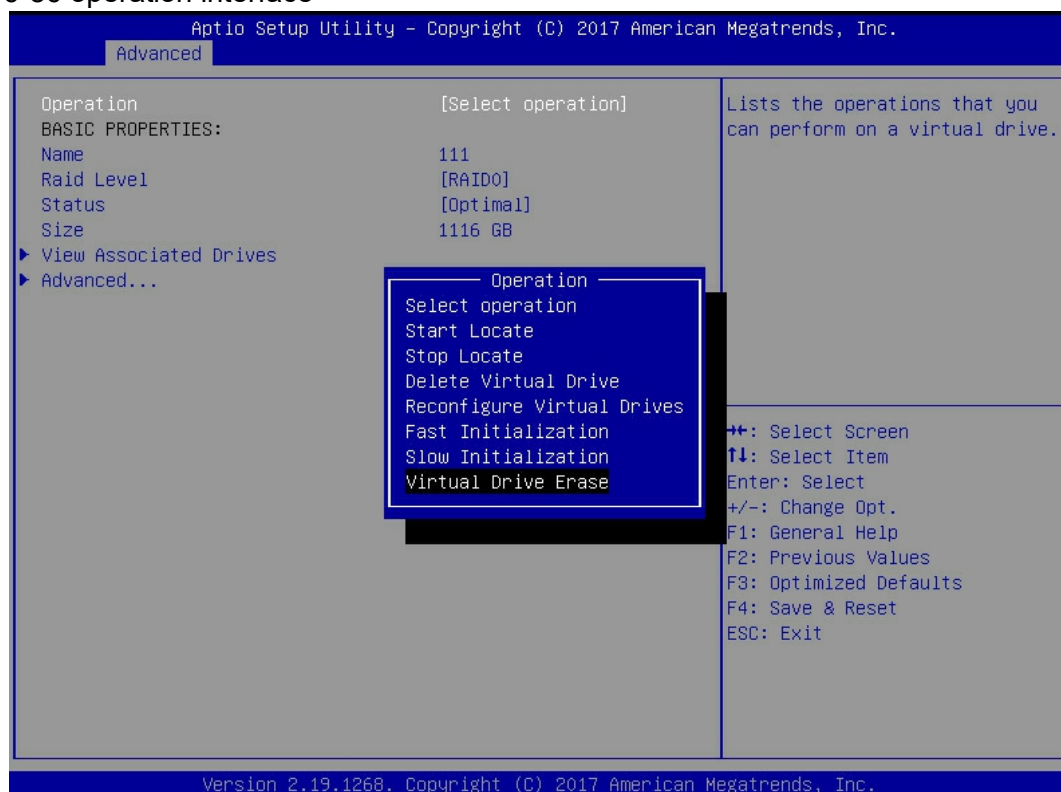 operation interface
Aptio Setup Utility – Copyright (C) 2017 American Megatrends, Inc.
Advanced
Operation [Select operation]
BASIC PROPERTIES:
Name 111
Raid Level [RAID0]
Status [Optimal]
Size 1116 GB
▶ View Associated Drives
▶ Advanced...
Lists the operations that you
can perform on a virtual drive.
Operation
Select operation
Start Locate
Stop Locate
Delete Virtual Drive
Reconfigure Virtual Drives
Fast Initialization
Slow Initialization
Virtual Drive Erase
→←: Select Screen
↑↓: Select Item
Enter: Select
+/-: Change Opt.
F1: General Help
F2: Previous Values
F3: Optimized Defaults
F4: Save & Reset
ESC: Exit
Version 2.19.1268. Copyright (C) 2017 American Megatrends, Inc.